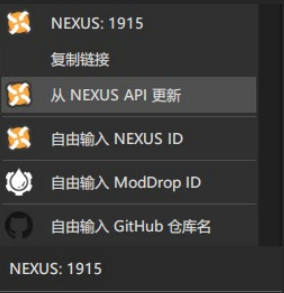 NEXUS: 1915
复制链接
从 NEXUS API 更新
自由输入 NEXUS ID
自由输入 ModDrop ID
自由输入 GitHub 仓库名
NEXUS: 1915